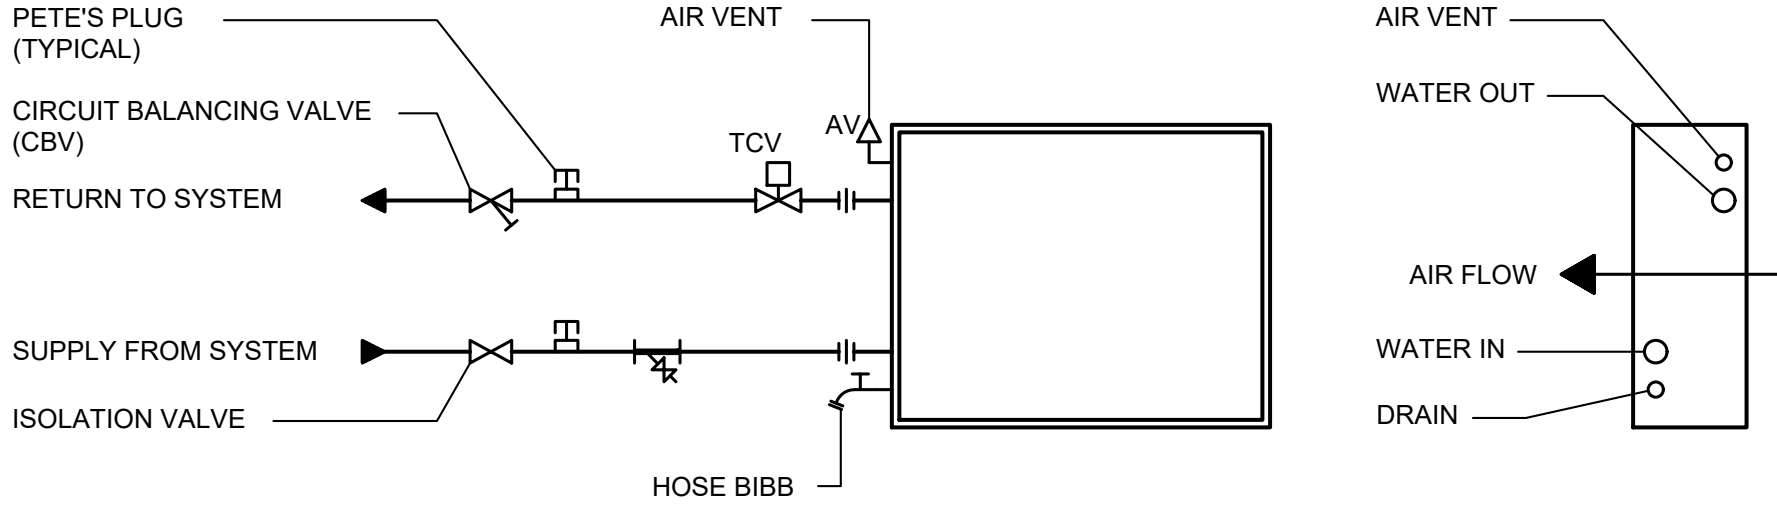 PETE'S PLUG
(TYPICAL)
AIR VENT
AIR VENT
WATER OUT
CIRCUIT BALANCING VALVE
(CBV)
TCV
AV
RETURN TO SYSTEM
AIR FLOW
SUPPLY FROM SYSTEM
WATER IN
ISOLATION VALVE
DRAIN
HOSE BIBB